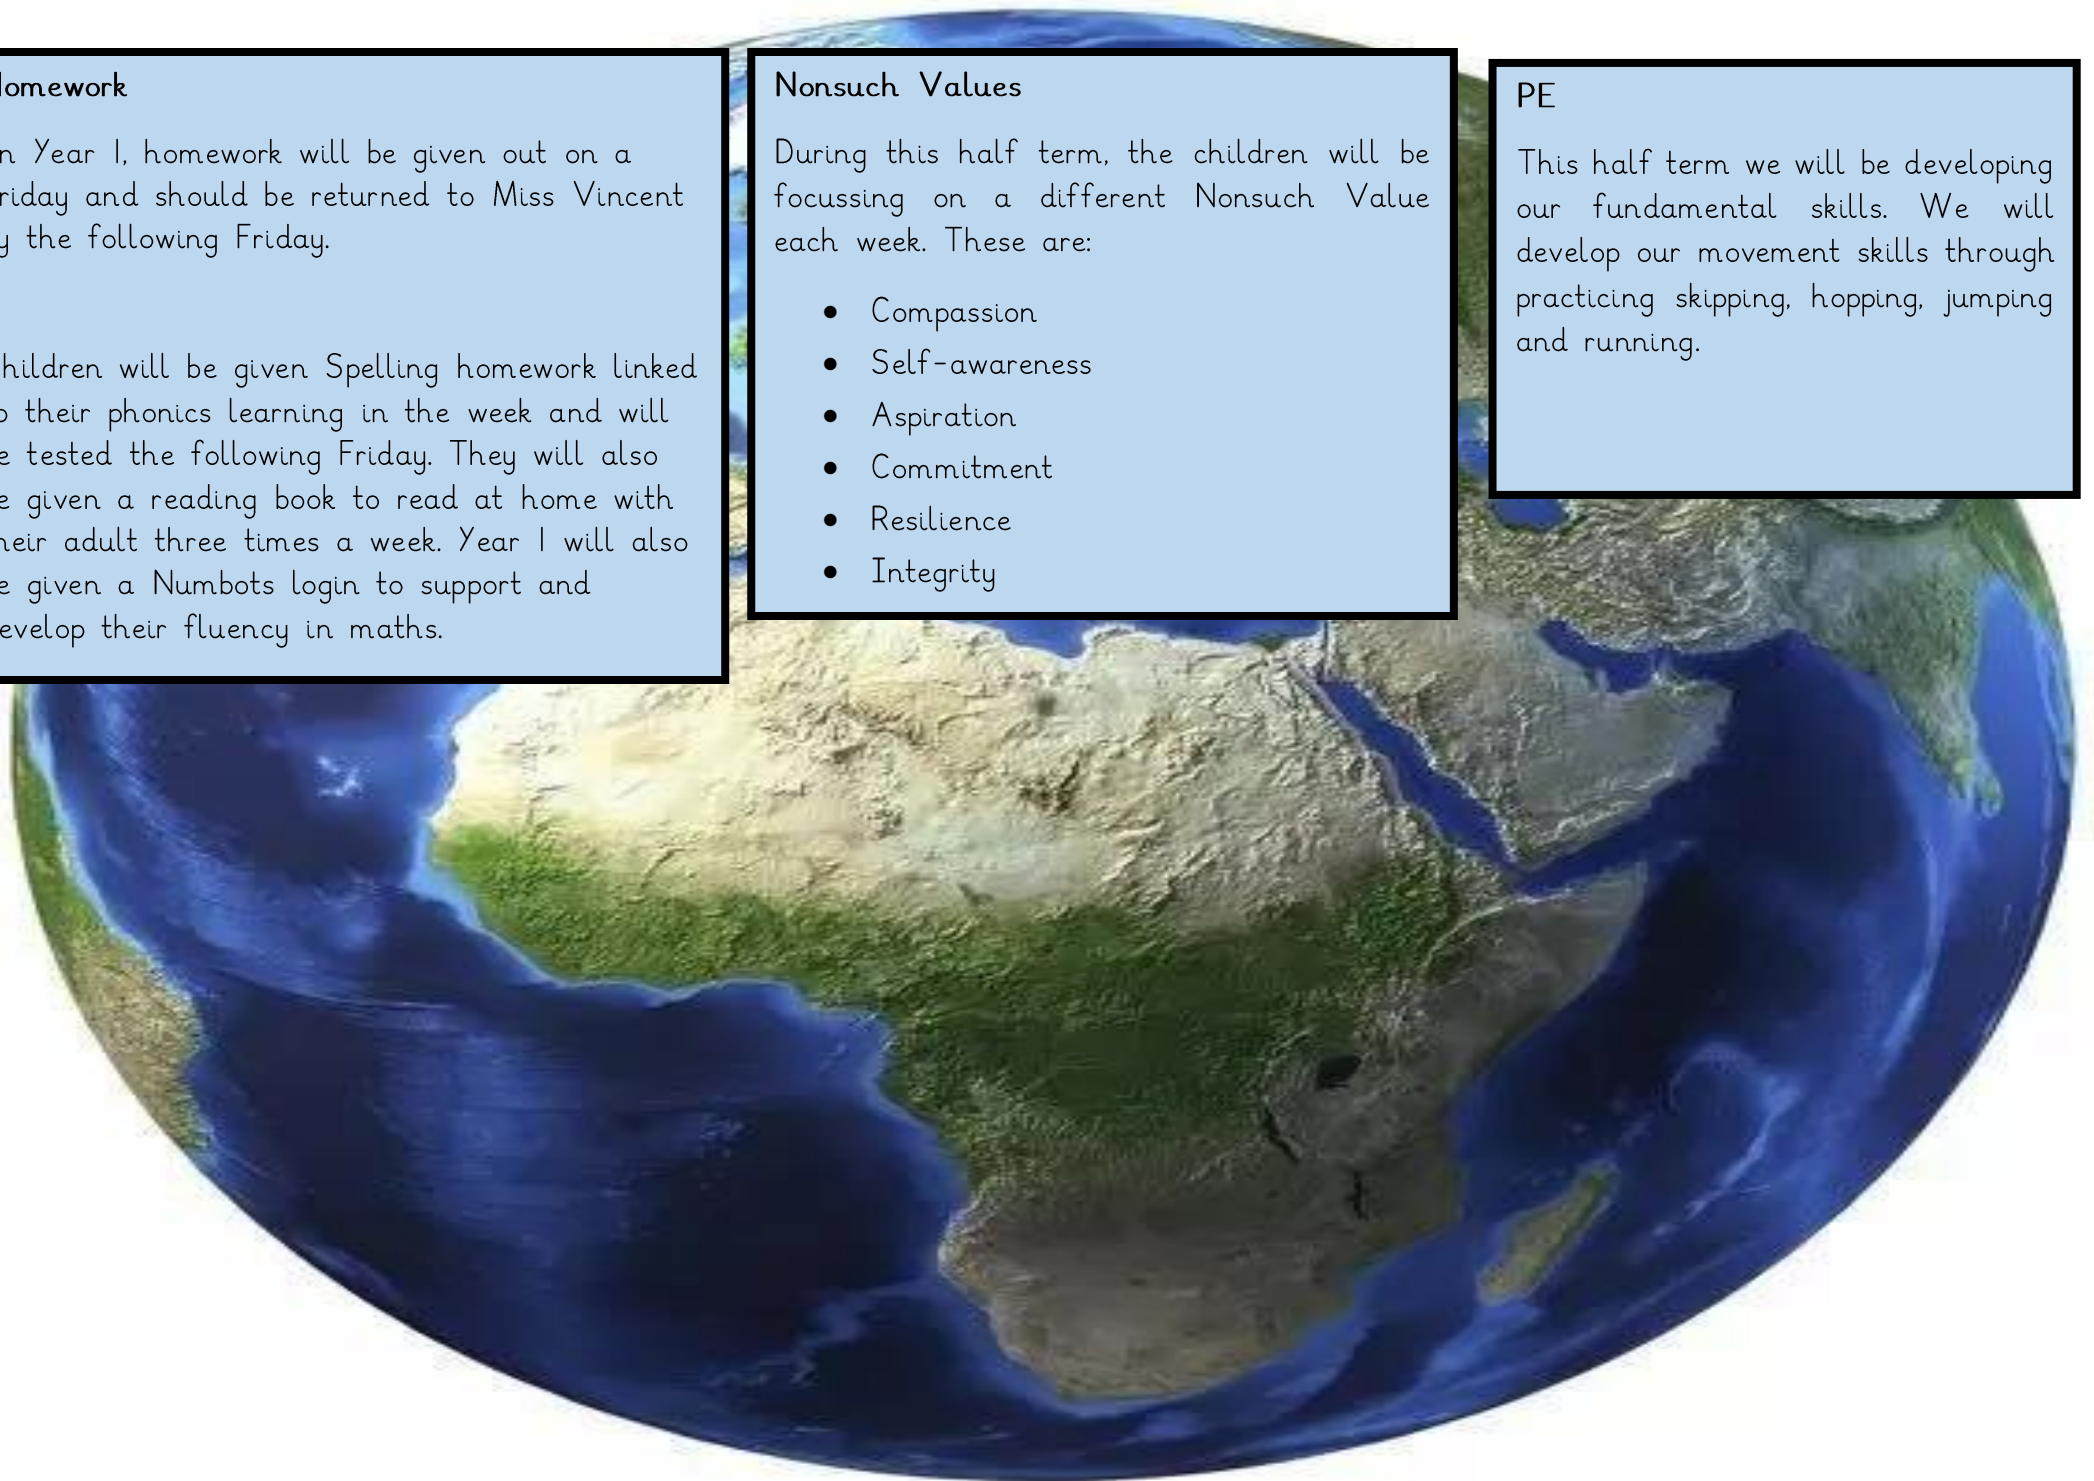 omework
n Year 1, homework will be given out on a
riday and should be returned to Miss Vincent
y the following Friday.
hildren will be given Spelling homework linked
o their phonics learning in the week and will
e tested the following Friday. They will also
e given a reading book to read at home with
heir adult three times a week. Year 1 will also
e given a Numbots login to support and
evelop their fluency in maths.
Nonsuch Values
During this half term, the children will be
focussing on a different Nonsuch Value
each week. These are:
• Compassion
• Self-awareness
• Aspiration
• Commitment
• Resilience
• Integrity
PE
This half term we will be developing
our fundamental skills. We will
develop our movement skills through
practicing skipping, hopping, jumping
and running.